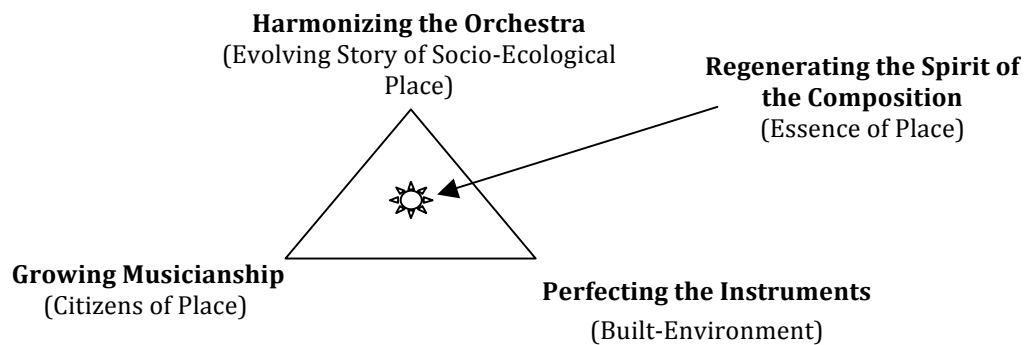 Harmonizing the Orchestra
(Evolving Story of Socio-Ecological
Place)
Regenerating the Spirit of
the Composition
(Essence of Place)
Growing Musicianship
(Citizens of Place)
Perfecting the Instruments
(Built-Environment)